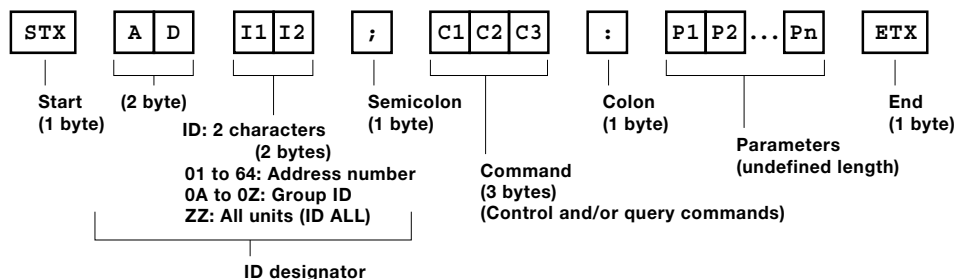 STX A D I1 I2 ; C1 C2 C3 : P1 P2 ... Pn ETX
Start
(1 byte)
(2 byte)
ID: 2 characters
(2 bytes)
01 to 64: Address number
0A to 0Z: Group ID
ZZ: All units (ID ALL)
Semicolon
(1 byte)
Command
(3 bytes)
(Control and/or query commands)
Colon
(1 byte)
Parameters
(undefined length)
End
(1 byte)
ID designator